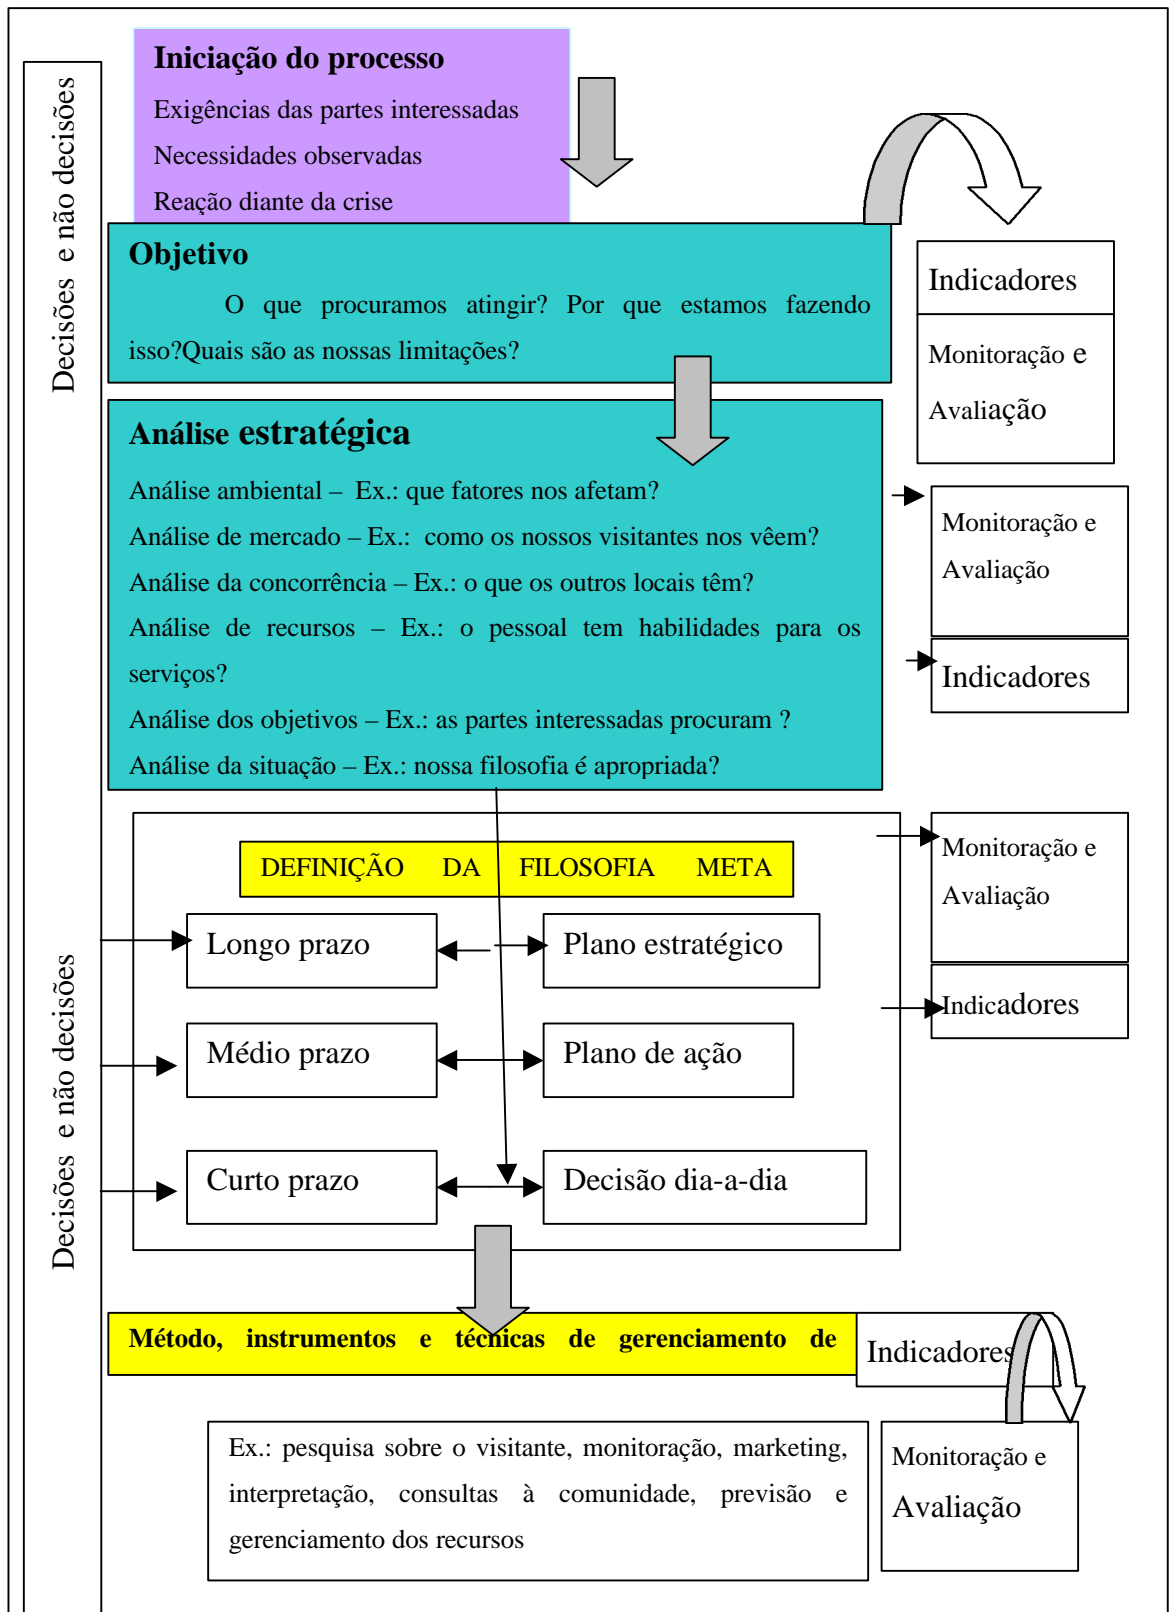 Decisões e não decisões
Iniciação do processo
Exigências das partes interessadas
Necessidades observadas
Reação diante da crise
Objetivo
O que procuramos atingir? Por que estamos fazendo
isso?Quais são as nossas limitações?
Indicadores
Monitoração e
Avaliação
Análise estratégica
Análise ambiental – Ex.: que fatores nos afetam?
Análise de mercado – Ex.: como os nossos visitantes nos vêem?
Análise da concorrência – Ex.: o que os outros locais têm?
Análise de recursos – Ex.: o pessoal tem habilidades para os
serviços?
Análise dos objetivos – Ex.: as partes interessadas procuram ?
Análise da situação – Ex.: nossa filosofia é apropriada?
Monitoração e
Avaliação
Indicadores
Decisões e não decisões
DEFINIÇÃO DA FILOSOFIA META
Longo prazo
Plano estratégico
Médio prazo
Plano de ação
Curto prazo
Decisão dia-a-dia
Monitoração e
Avaliação
Indicadores
Método, instrumentos e técnicas de gerenciamento de
Indicadores
Ex.: pesquisa sobre o visitante, monitoração, marketing,
interpretação, consultas à comunidade, previsão e
gerenciamento dos recursos
Monitoração e
Avaliação